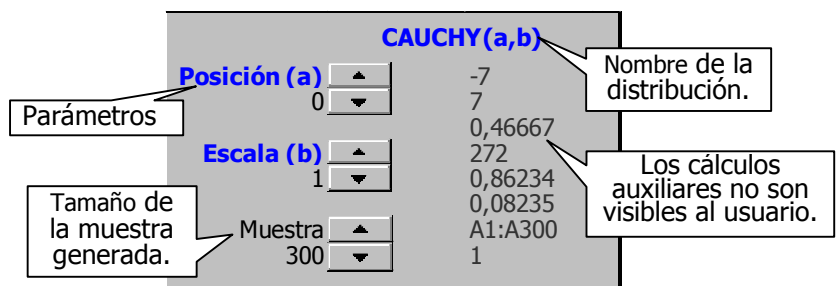 CAUCHY(a,b)
Nombre de la
distribución.
Posición (a)
0
Parámetros
-7
7
0,46667
272
0,86234
0,08235
A1:A300
1
Escala (b)
1
Los cálculos
auxiliares no son
visibles al usuario.
Tamaño de
la muestra
generada.
Muestra
300